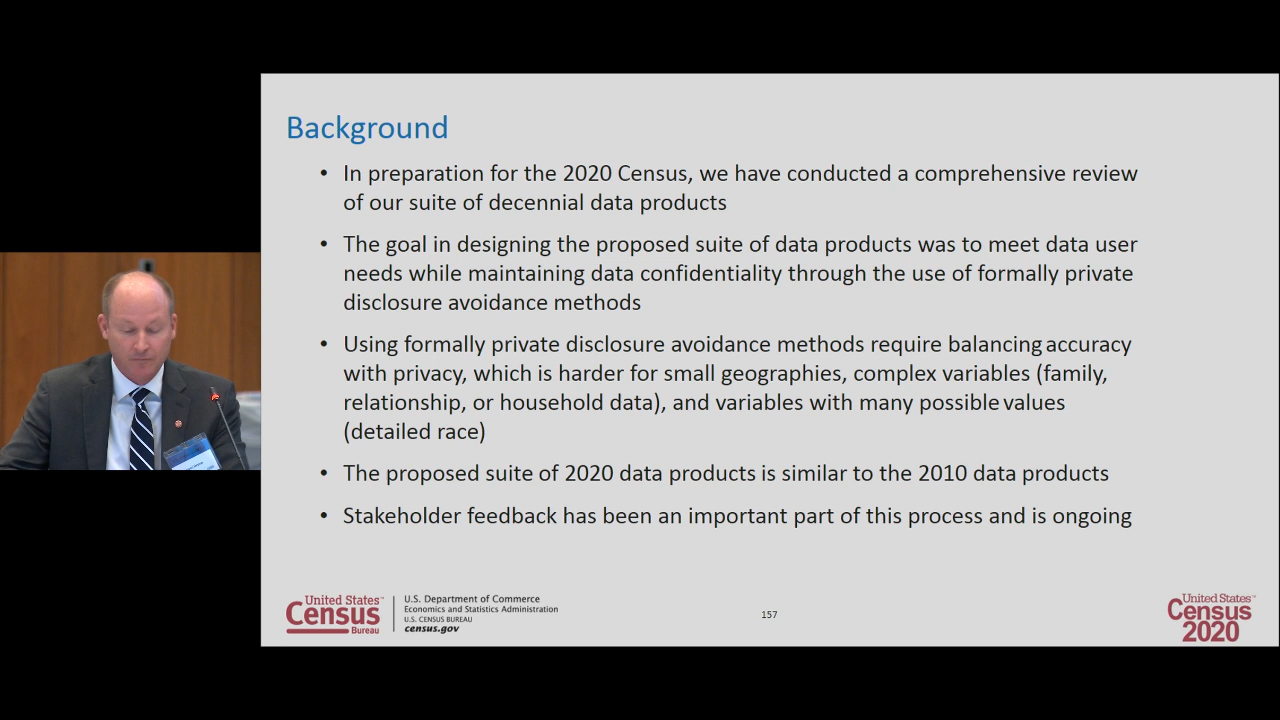 Background
• In preparation for the 2020 Census, we have conducted a comprehensive review
of our suite of decennial data products
• The goal in designing the proposed suite of data products was to meet data user
needs while maintaining data confidentiality through the use of formally private
disclosure avoidance methods
• Using formally private disclosure avoidance methods require balancing accuracy
with privacy, which is harder for small geographies, complex variables (family,
relationship, or household data), and variables with many possible values
(detailed race)
• The proposed suite of 2020 data products is similar to the 2010 data products
• Stakeholder feedback has been an important part of this process and is ongoing
United States™
Census
Bureau
U.S. Department of Commerce
Economics and Statistics Administration
U.S. CENSUS BUREAU
census.gov
157
United States™
Census
2020